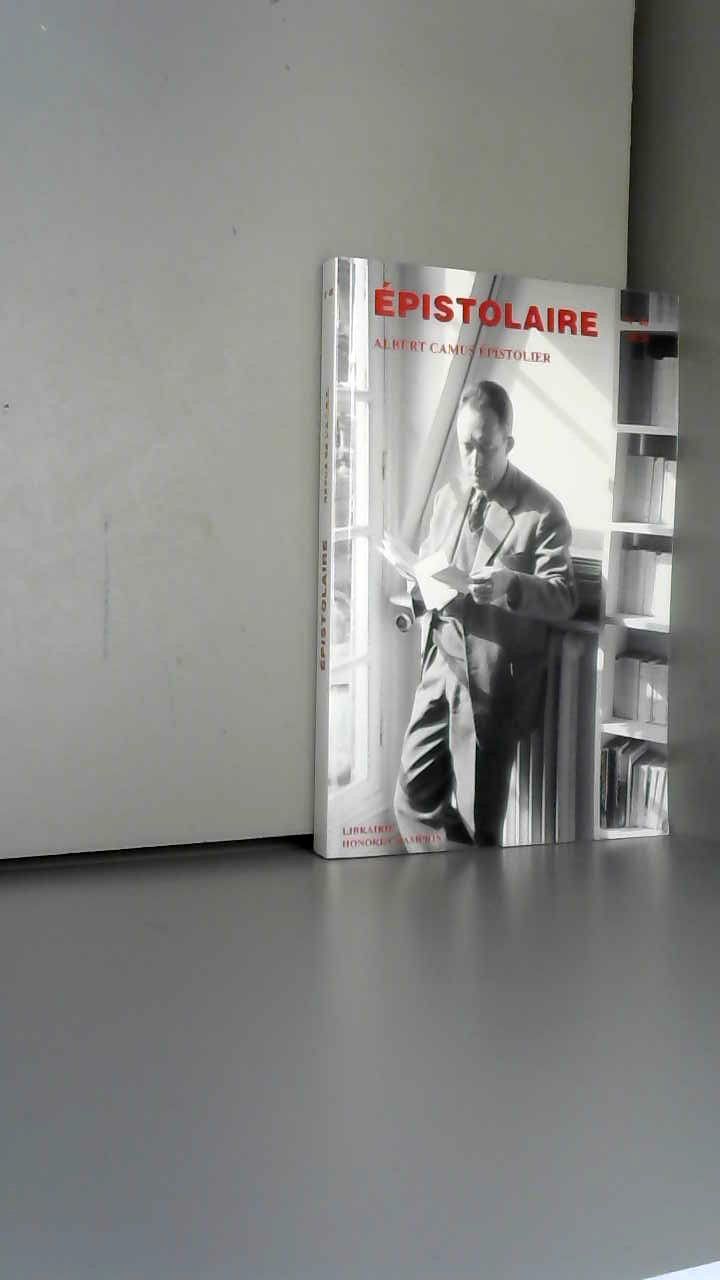 ÉPISTOLAIRE
ALBERT CAMUS ÉPISTOLIER
LIBRAIRIE
HONORÉ CHAMPION
ÉPISTOLAIRE